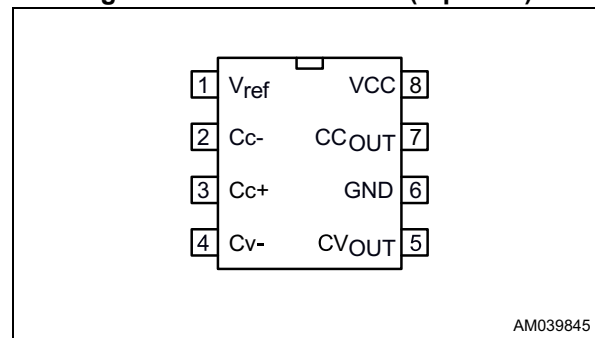 1 Vref VCC 8
2 Cc- CCOUT 7
3 Cc+ GND 6
4 Cv- CVOUT 5
AM039845